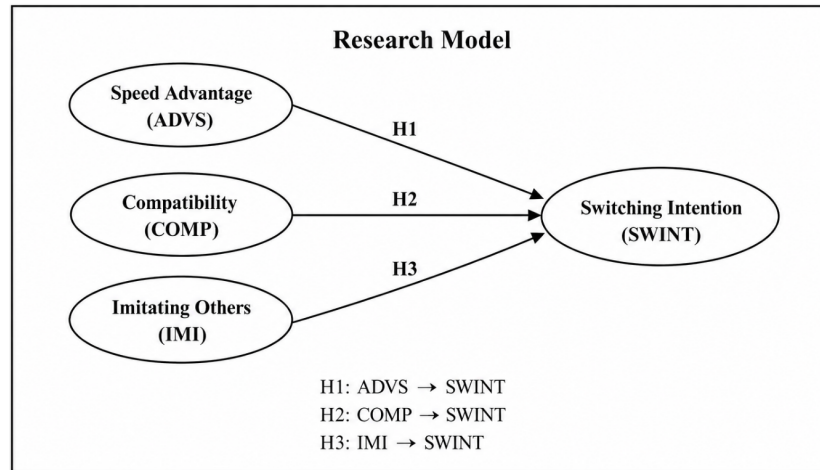 Research Model
Speed Advantage
(ADVS)
H1
Compatibility
(COMP)
H2
Switching Intention
(SWINT)
H3
Imitating Others
(IMI)
H1: ADVS → SWINT
H2: COMP → SWINT
H3: IMI → SWINT